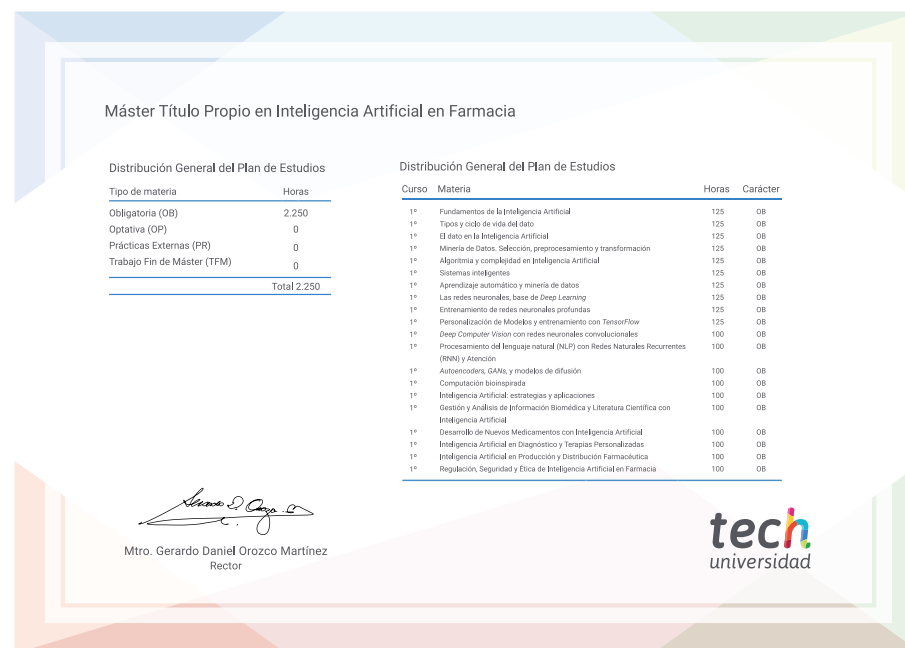 Máster Título Propio en Inteligencia Artificial en Farmacia
Distribución General del Plan de Estudios
Tipo de materia Horas
Obligatoria (OB) 2.250
Optativa (OP) 0
Prácticas Externas (PR) 0
Trabajo Fin de Máster (TFM) 0
Total 2.250
Distribución General del Plan de Estudios
Curso Materia Horas Carácter
1º Fundamentos de la Inteligencia Artificial 125 OB
1º Tipos y ciclo de vida del dato 125 OB
1º El dato en la Inteligencia Artificial 125 OB
1º Minería de Datos. Selección, preprocesamiento y transformación 125 OB
1º Algoritmia y complejidad en Inteligencia Artificial 125 OB
1º Sistemas inteligentes 125 OB
1º Aprendizaje automático y minería de datos 125 OB
1º Las redes neuronales, base de Deep Learning 125 OB
1º Entrenamiento de redes neuronales profundas 125 OB
1º Personalización de Modelos y entrenamiento con TensorFlow 125 OB
1º Deep Computer Vision con redes neuronales convolucionales 100 OB
1º Procesamiento del lenguaje natural (NLP) con Redes Naturales Recurrentes 100 OB
(RNN) y Atención
1º Autoencoders, GANs, y modelos de difusión 100 OB
1º Computación bioinspirada 100 OB
1º Inteligencia Artificial: estrategias y aplicaciones 100 OB
1º Gestión y Análisis de Información Biomédica y Literatura Científica con 100 OB
Inteligencia Artificial
1º Desarrollo de Nuevos Medicamentos con Inteligencia Artificial 100 OB
1º Inteligencia Artificial en Diagnóstico y Terapias Personalizadas 100 OB
1º Inteligencia Artificial en Producción y Distribución Farmacéutica 100 OB
1º Regulación, Seguridad y Ética de Inteligencia Artificial en Farmacia 100 OB
Mtro. Gerardo Daniel Orozco Martínez
Rector
tech
universidad